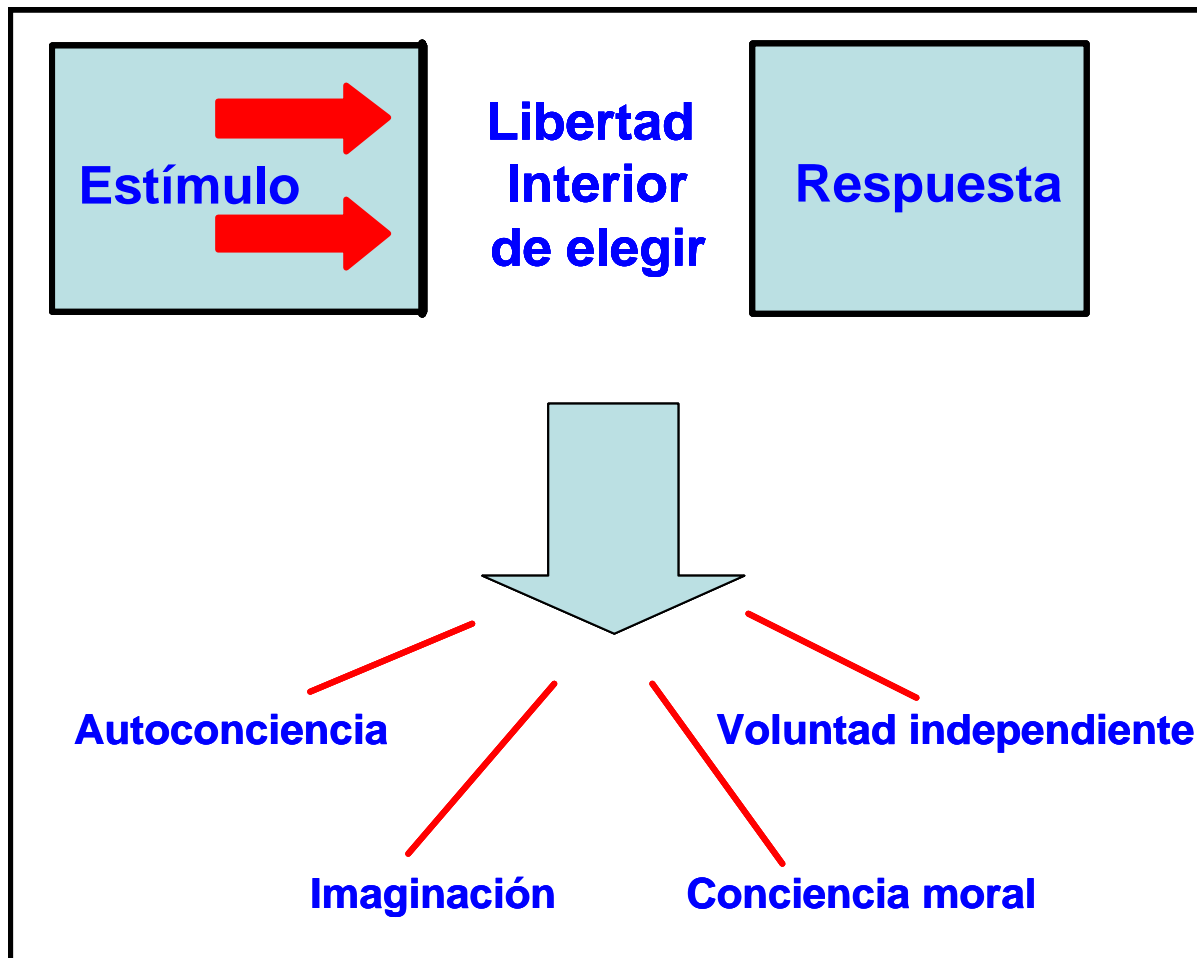 Estímulo
Libertad
Interior
de elegir
Respuesta
Autoconciencia
Voluntad independiente
Imaginación
Conciencia moral